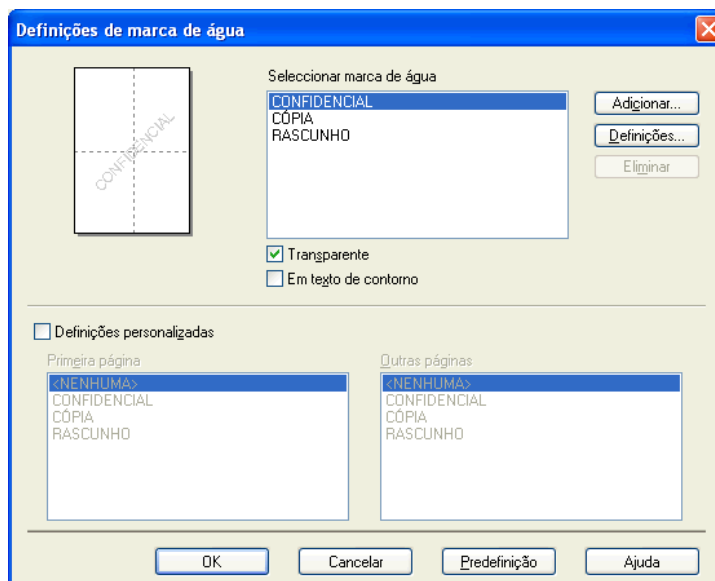 Definições de marca de água
Seleccionar marca de água
CONFIDENCIAL
CONFIDENCIAL
CÓPIA
RASCUNHO
Adicionar...
Definições...
Eliminar
Transparente
Em texto de contorno
Definições personalizadas
Primeira página
<NENHUMA>
CONFIDENCIAL
CÓPIA
RASCUNHO
Outras páginas
<NENHUMA>
CONFIDENCIAL
CÓPIA
RASCUNHO
OK
Cancelar
Predefinição
Ajuda